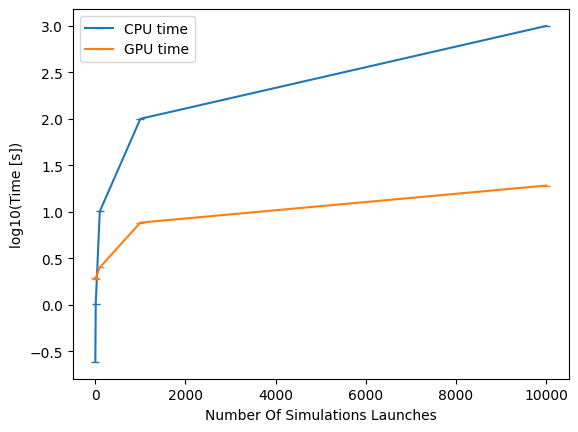 CPU time
GPU time
3.0
2.5
2.0
1.5
1.0
0.5
0.0
−0.5
log10(Time [s])
0 2000 4000 6000 8000 10000
Number Of Simulations Launches